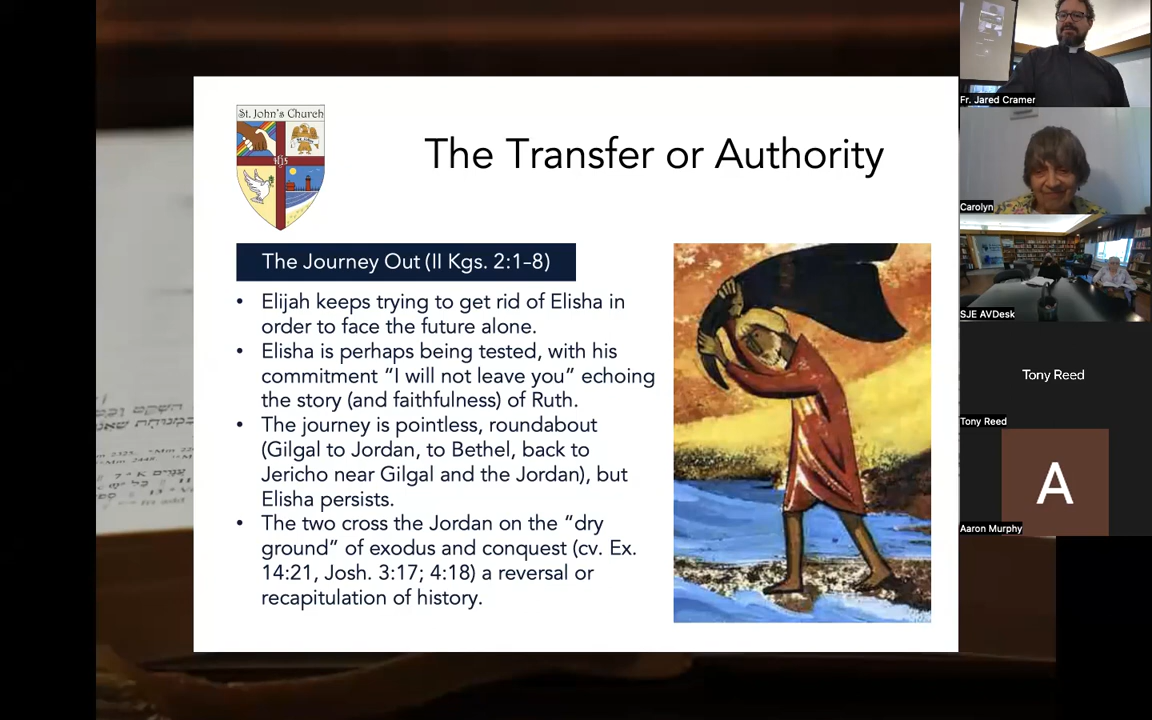 St. John's Church
The Transfer or Authority
The Journey Out (II Kgs. 2:1-8)
• Elijah keeps trying to get rid of Elisha in
order to face the future alone.
• Elisha is perhaps being tested, with his
commitment “I will not leave you” echoing
the story (and faithfulness) of Ruth.
• The journey is pointless, roundabout
(Gilgal to Jordan, to Bethel, back to
Jericho near Gilgal and the Jordan), but
Elisha persists.
• The two cross the Jordan on the “dry
ground” of exodus and conquest (cv. Ex.
14:21, Josh. 3:17; 4:18) a reversal or
recapitulation of history.
Fr. Jared Cramer
Carolyn
SJE AVDesk
Tony Reed
Tony Reed
A
Aaron Murphy